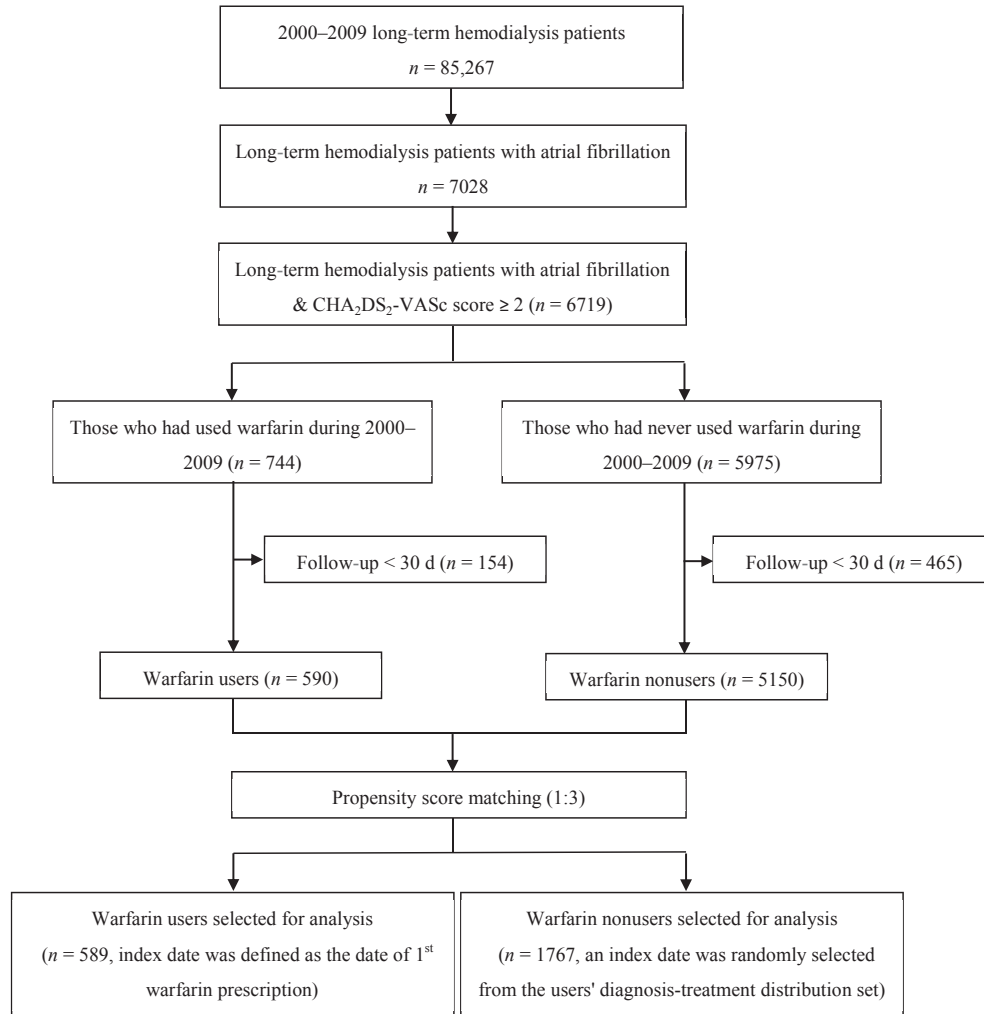 2000–2009 long-term hemodialysis patients
n = 85,267
Long-term hemodialysis patients with atrial fibrillation
n = 7028
Long-term hemodialysis patients with atrial fibrillation
& CHA₂DS₂-VASc score ≥ 2 (n = 6719)
Those who had used warfarin during 2000–
2009 (n = 744)
Those who had never used warfarin during
2000–2009 (n = 5975)
Follow-up < 30 d (n = 154)
Follow-up < 30 d (n = 465)
Warfarin users (n = 590)
Warfarin nonusers (n = 5150)
Propensity score matching (1:3)
Warfarin users selected for analysis
(n = 589, index date was defined as the date of 1st
warfarin prescription)
Warfarin nonusers selected for analysis
(n = 1767, an index date was randomly selected
from the users' diagnosis-treatment distribution set)